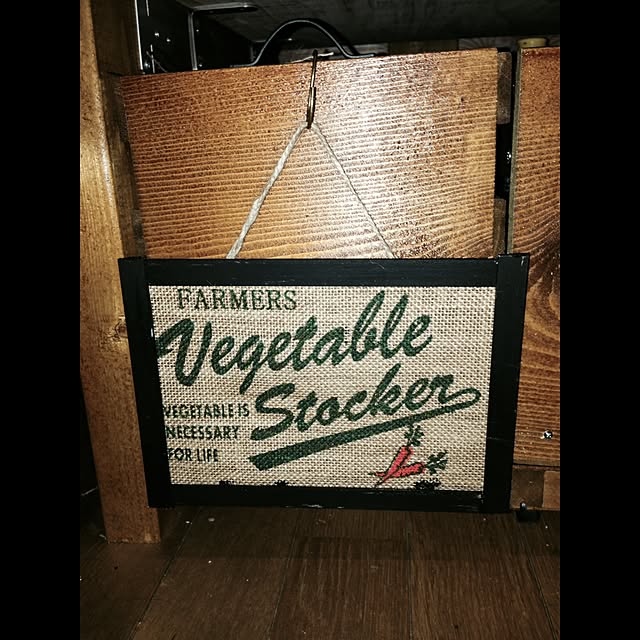 FARMERS
Vegetable
Stocker
VEGETABLE IS
NECESSARY
FOR LIFE